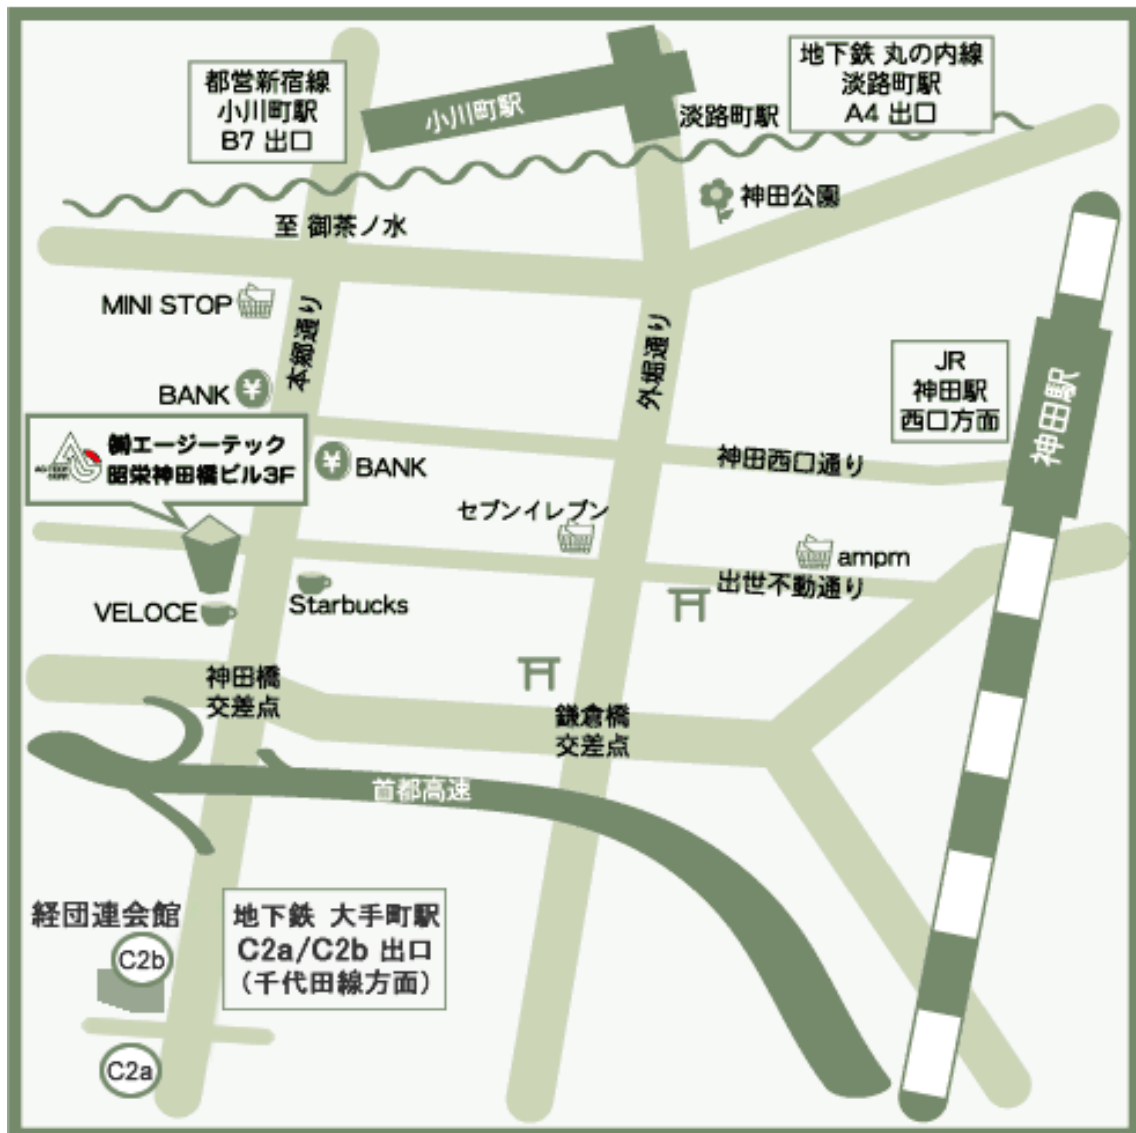 都営新宿線
小川町駅
B7 出口
小川町駅
地下鉄 丸の内線
淡路町駅
A4 出口
淡路町駅
神田公園
至 御茶ノ水
MINI STOP
本郷通り
外堀通り
JR
神田駅
西口方面
神田駅
BANK
¥
㈱エージーテック
昭栄神田橋ビル3F
¥
BANK
神田西口通り
セブンイレブン
ampm
出世不動通り
Starbucks
VELOCE
神田橋
交差点
鎌倉橋
交差点
首都高速
経団連会館
C2b
地下鉄 大手町駅
C2a/C2b 出口
（千代田線方面）
C2a